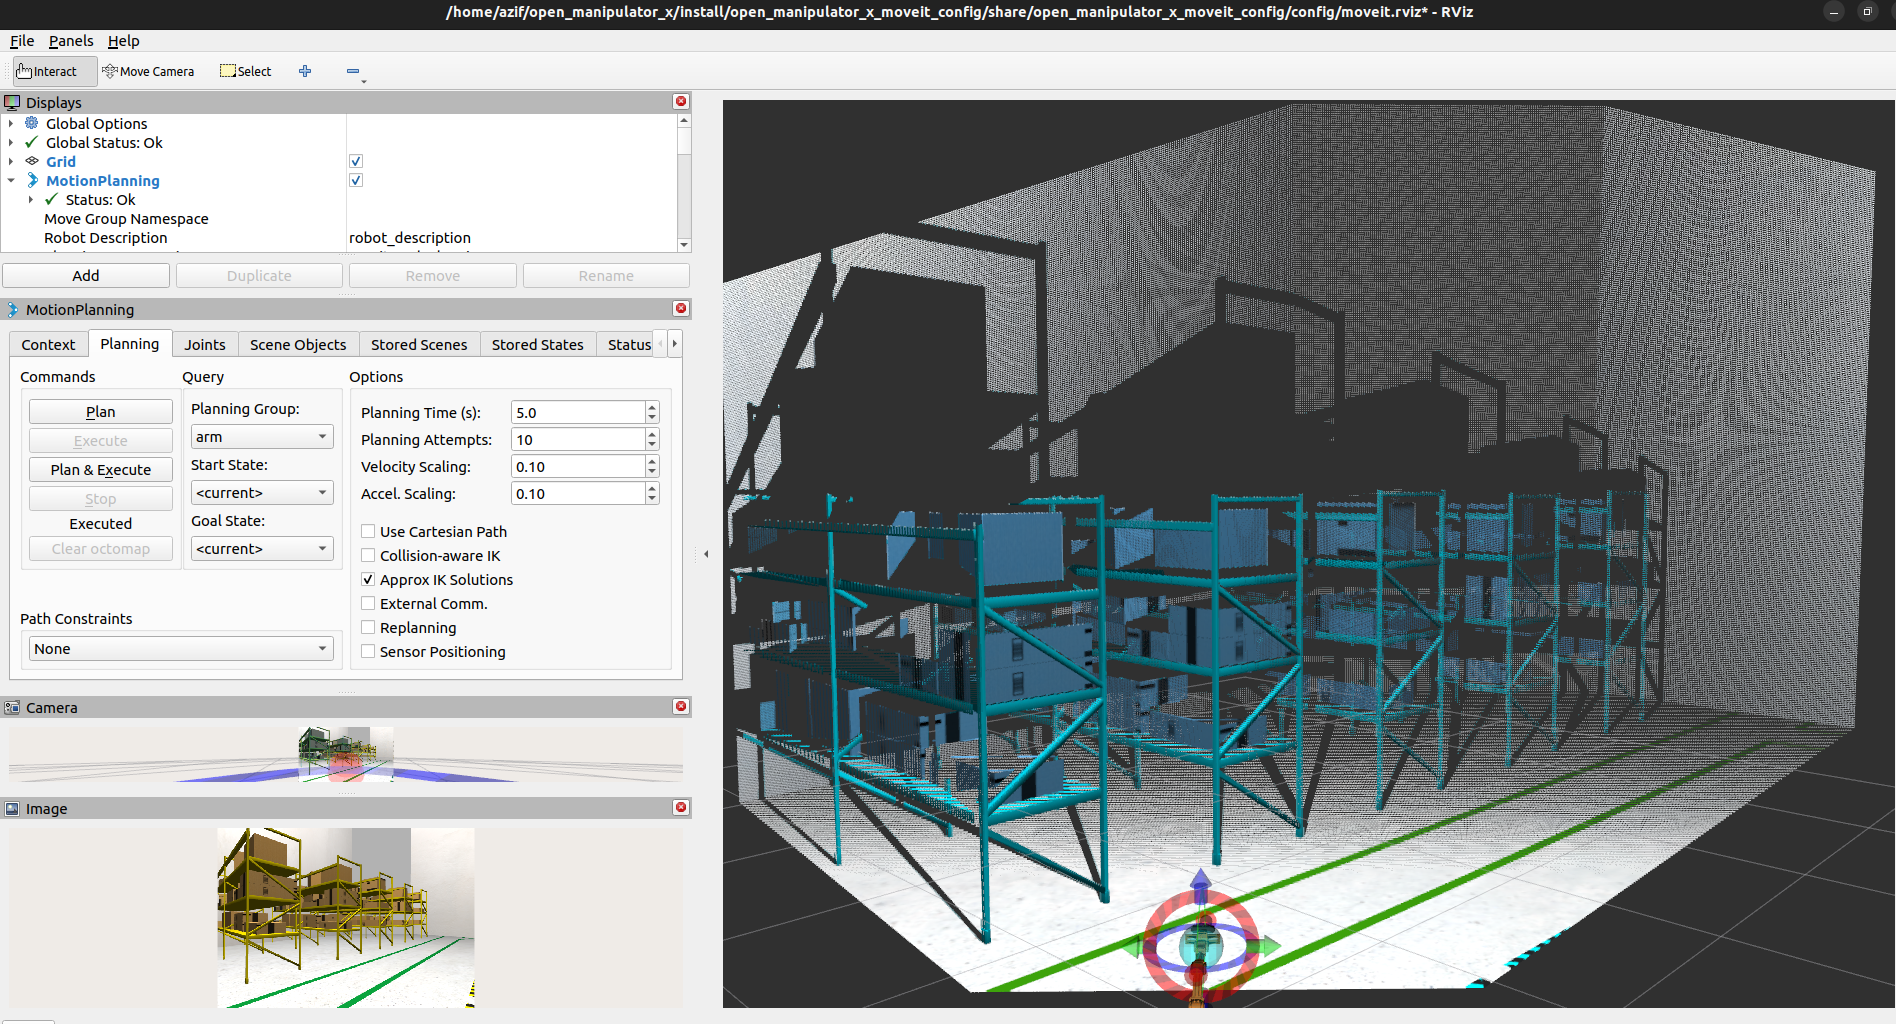 /home/azif/open_manipulator_x/install/open_manipulator_x_moveit_config/share/open_manipulator_x_moveit_config/config/moveit.rviz* - RViz
File Panels Help
Interact Move Camera Select
Displays
Global Options
Global Status: Ok
Grid
MotionPlanning
Status: Ok
Move Group Namespace
Robot Description robot_description
Add Duplicate Remove Rename
MotionPlanning
Context Planning Joints Scene Objects Stored Scenes Stored States Status
Commands Query Options
Plan Planning Group: Planning Time (s): 5.0
Execute arm Planning Attempts: 10
Plan & Execute Start State: Velocity Scaling: 0.10
Stop <current> Accel. Scaling: 0.10
Executed Goal State: Use Cartesian Path
Clear octomap <current> Collision-aware IK
Approx IK Solutions
External Comm.
Path Constraints Replanning
None Sensor Positioning
Camera
Image